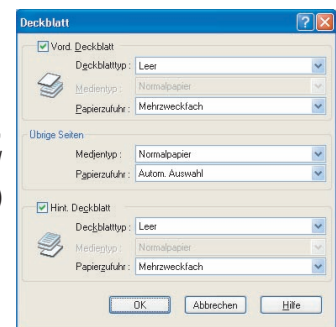 Deckblatt
Vord. Deckblatt
Deckblatttyp : Leer
Medientyp : Normalpapier
Papierzufuhr : Mehrzweckfach
Übrige Seiten
Medientyp : Normalpapier
Papierzufuhr : Autom. Auswahl
Hint. Deckblatt
Deckblatttyp : Leer
Medientyp : Normalpapier
Papierzufuhr : Mehrzweckfach
OK Abbrechen Hilfe